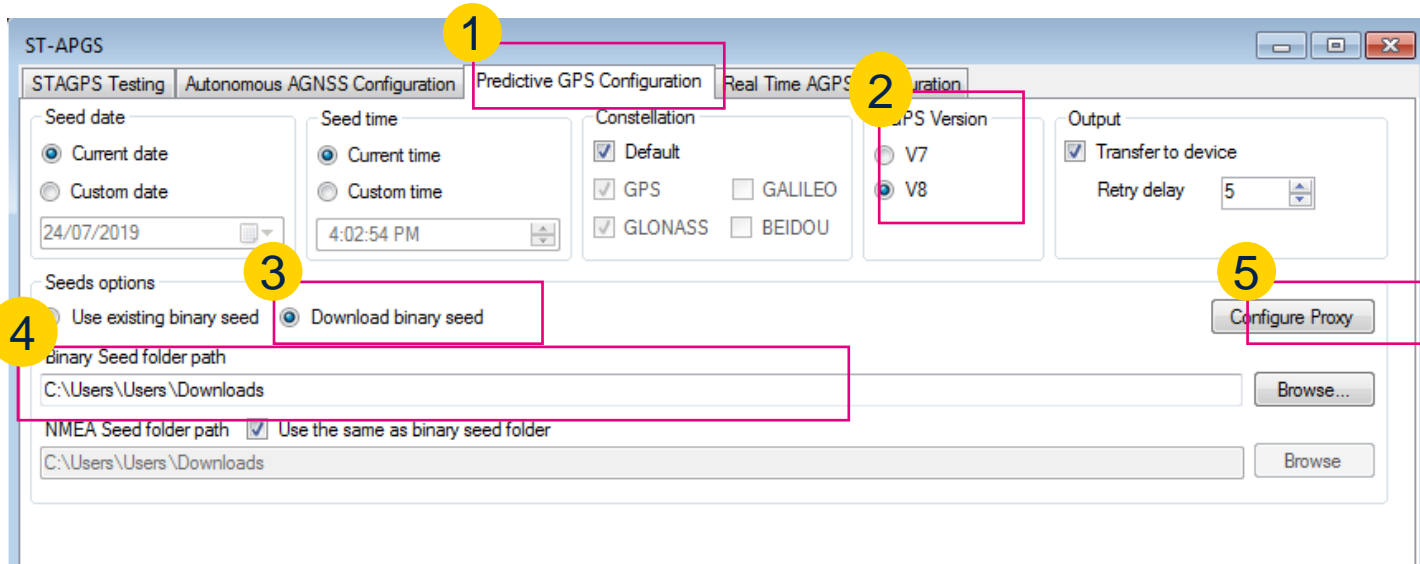 1
ST-APGS
STAGPS Testing Autonomous AGNSS Configuration Predictive GPS Configuration Real Time AGPS uration
2
Seed date Seed time Constellation GPS Version Output
Current date Current time Default V7 Transfer to device
Custom date Custom time GPS GALILEO V8 Retry delay 5
24/07/2019 4:02:54 PM GLONASS BEIDOU
3
5
Seeds options
Use existing binary seed Download binary seed Configure Proxy
4
Binary Seed folder path
C:\Users\Users\Downloads Browse...
NMEA Seed folder path Use the same as binary seed folder
C:\Users\Users\Downloads Browse